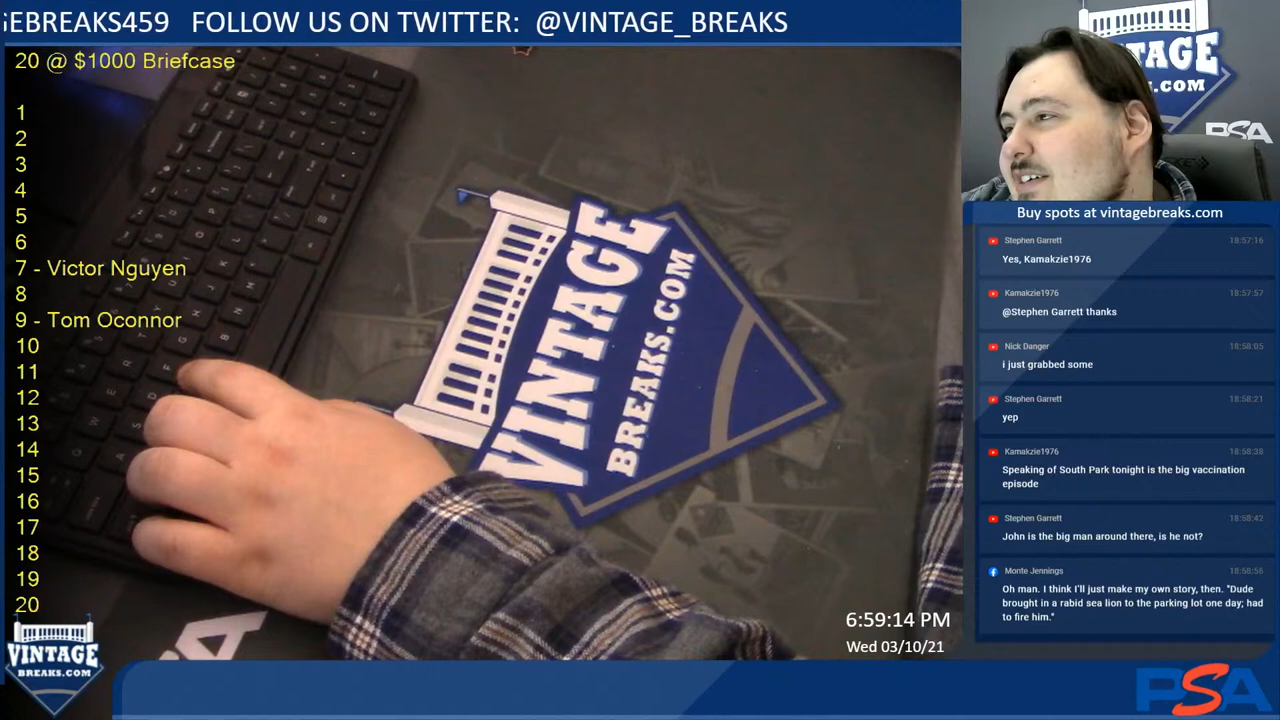 GEBREAKS459 FOLLOW US ON TWITTER: @VINTAGE_BREAKS
20 @ $1000 Briefcase
1
2
3
4
5
6
7 - Victor Nguyen
8
9 - Tom Oconnor
10
11
12
13
14
15
16
17
18
19
20
VINTAGE
BREAKS.COM
VINTAGE
BREAKS.COM
6:59:14 PM
Wed 03/10/21
VINTAGE
.COM
PSA
Buy spots at vintagebreaks.com
Stephen Garrett 18:57:16
Yes, Kamakzie1976
Kamakzie1976 18:57:57
@Stephen Garrett thanks
Nick Danger 18:58:05
i just grabbed some
Stephen Garrett 18:58:21
yep
Kamakzie1976 18:58:38
Speaking of South Park tonight is the big vaccination
episode
Stephen Garrett 18:58:42
John is the big man around there, is he not?
Monte Jennings 18:58:56
Oh man. I think I'll just make my own story, then. "Dude
brought in a rabid sea lion to the parking lot one day; had
to fire him."
PSA